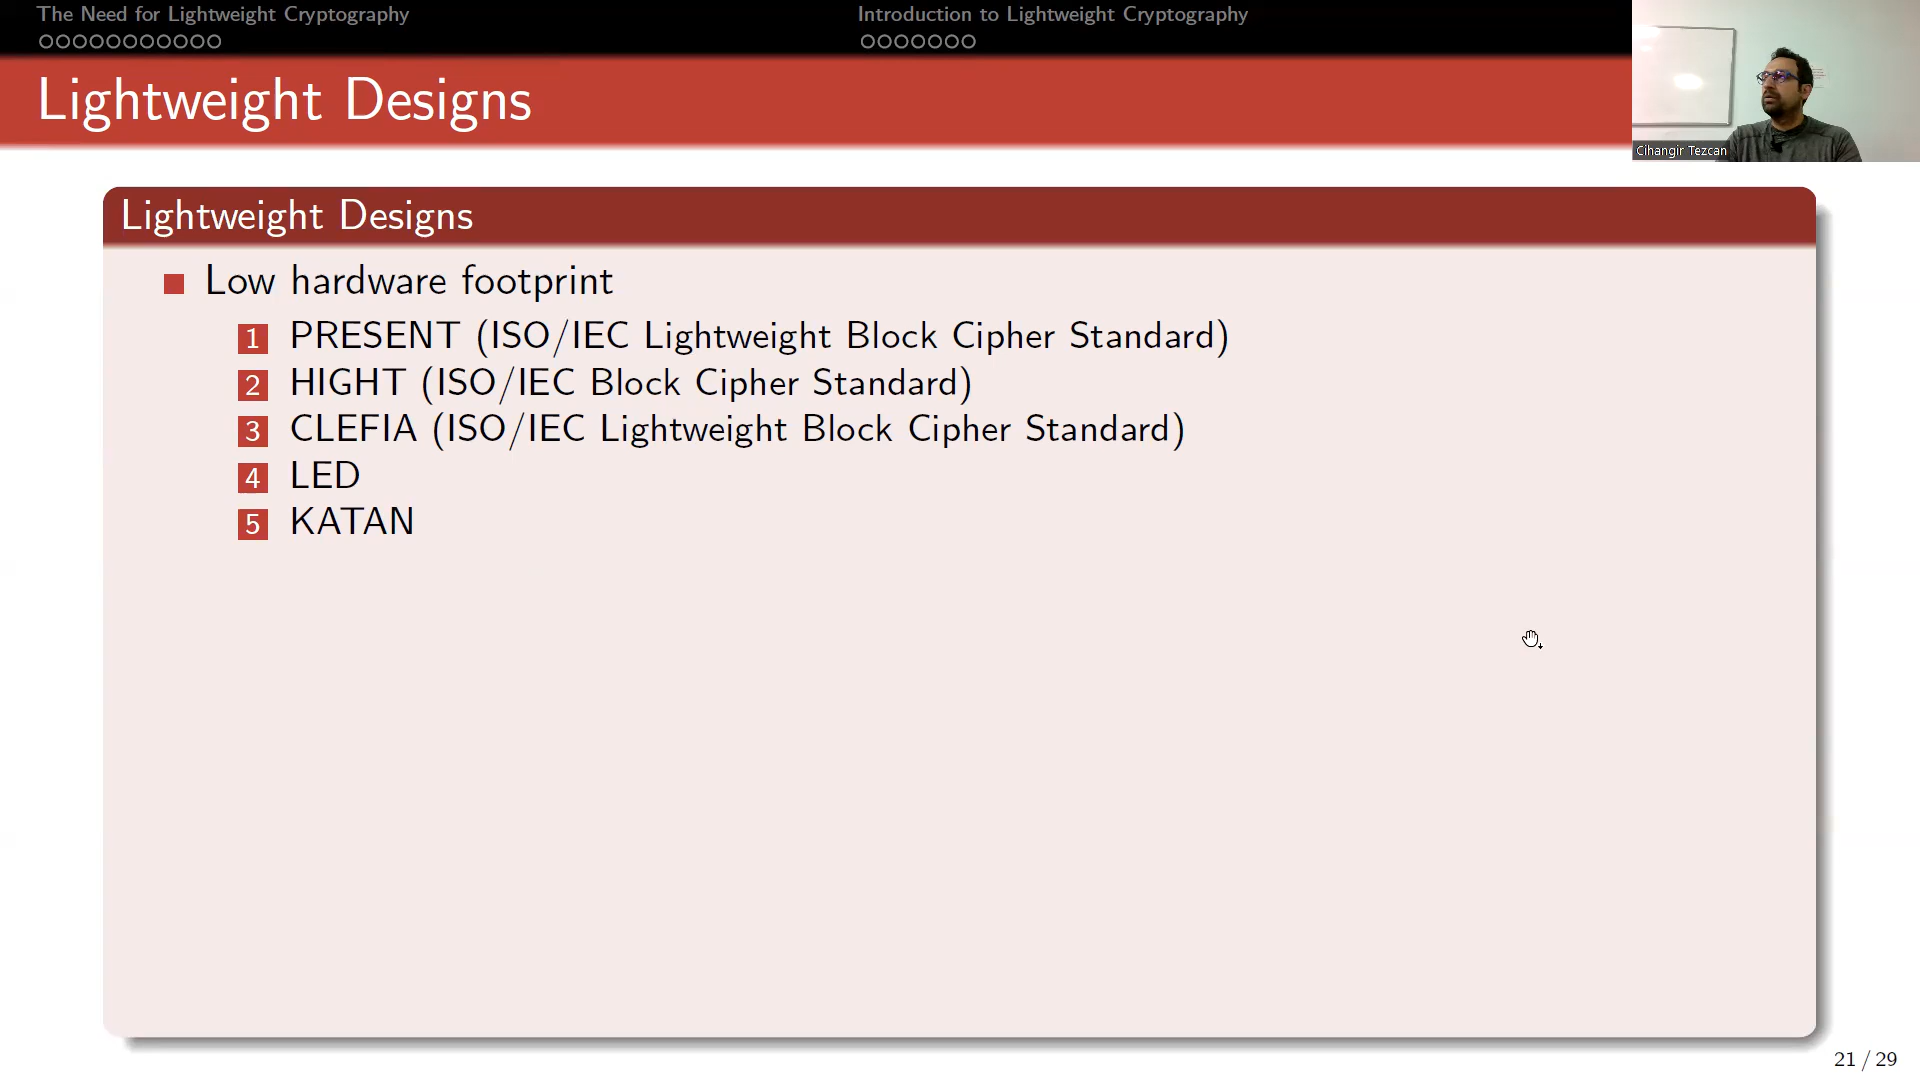 The Need for Lightweight Cryptography
Introduction to Lightweight Cryptography
Lightweight Designs
Cihangir Tezcan
Lightweight Designs
Low hardware footprint
1 PRESENT (ISO/IEC Lightweight Block Cipher Standard)
2 HIGHT (ISO/IEC Block Cipher Standard)
3 CLEFIA (ISO/IEC Lightweight Block Cipher Standard)
4 LED
5 KATAN
21 / 29